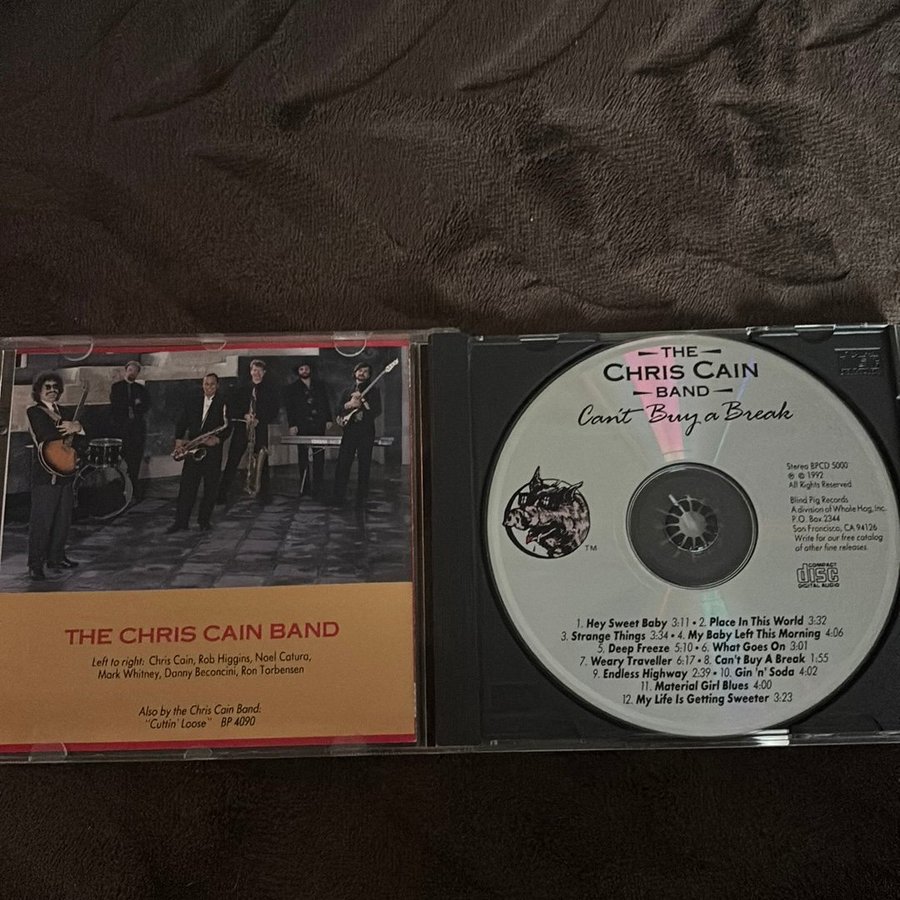 THE CHRIS CAIN BAND
Left to right: Chris Cain, Rob Higgins, Noel Catura,
Mark Whitney, Danny Beconcini, Ron Torbensen
Also by the Chris Cain Band:
"Cuttin' Loose" BP 4090
THE
CHRIS CAIN
BAND
Can't Buy a Break
Stereo BPCD 5000
℗ © 1992
All Rights Reserved
Blind Pig Records
A division of Whole Hog, Inc.
P.O. Box 2344
San Francisco, CA 94126
Write for our free catalog
of other fine releases.
TM
COMPACT
disc
DIGITAL AUDIO
1. Hey Sweet Baby 3:11 • 2. Place In This World 3:32
3. Strange Things 3:34 • 4. My Baby Left This Morning 4:06
5. Deep Freeze 5:10 • 6. What Goes On 3:01
7. Weary Traveller 6:17 • 8. Can't Buy A Break 1:55
9. Endless Highway 2:39 • 10. Gin 'n' Soda 4:02
11. Material Girl Blues 4:00
12. My Life Is Getting Sweeter 3:23